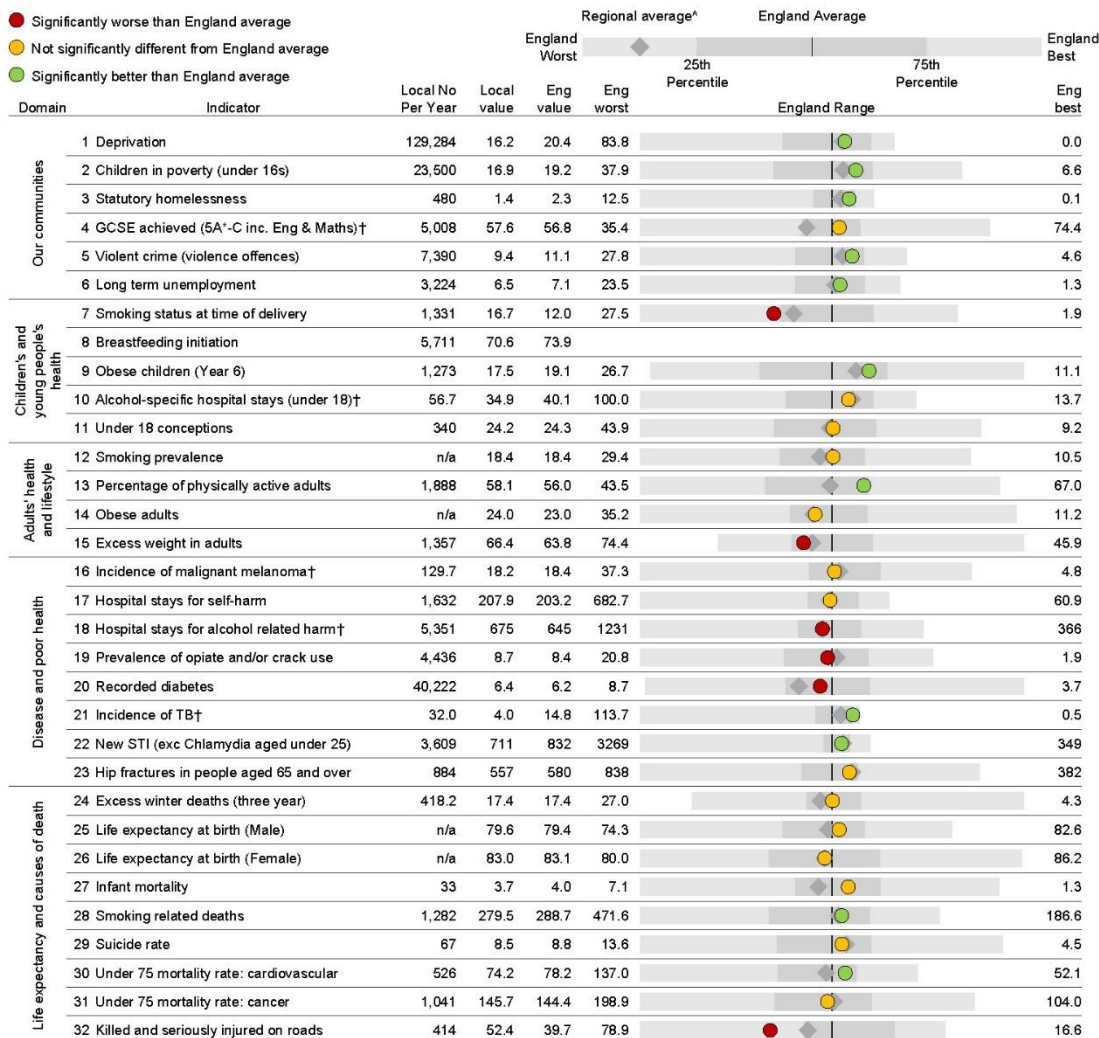 Significantly worse than England average
Not significantly different from England average
Significantly better than England average
Regional average^ England Average
England Worst England Best
25th Percentile 75th Percentile
Domain Indicator Local No Per Year Local value Eng value Eng worst England Range Eng best
Our communities
1 Deprivation 129,284 16.2 20.4 83.8 0.0
2 Children in poverty (under 16s) 23,500 16.9 19.2 37.9 6.6
3 Statutory homelessness 480 1.4 2.3 12.5 0.1
4 GCSE achieved (5A*-C inc. Eng & Maths)† 5,008 57.6 56.8 35.4 74.4
5 Violent crime (violence offences) 7,390 9.4 11.1 27.8 4.6
6 Long term unemployment 3,224 6.5 7.1 23.5 1.3
Children's and young people's health
7 Smoking status at time of delivery 1,331 16.7 12.0 27.5 1.9
8 Breastfeeding initiation 5,711 70.6 73.9
9 Obese children (Year 6) 1,273 17.5 19.1 26.7 11.1
10 Alcohol-specific hospital stays (under 18)† 56.7 34.9 40.1 100.0 13.7
11 Under 18 conceptions 340 24.2 24.3 43.9 9.2
Adults' health and lifestyle
12 Smoking prevalence n/a 18.4 18.4 29.4 10.5
13 Percentage of physically active adults 1,888 58.1 56.0 43.5 67.0
14 Obese adults n/a 24.0 23.0 35.2 11.2
15 Excess weight in adults 1,357 66.4 63.8 74.4 45.9
Disease and poor health
16 Incidence of malignant melanoma† 129.7 18.2 18.4 37.3 4.8
17 Hospital stays for self-harm 1,632 207.9 203.2 682.7 60.9
18 Hospital stays for alcohol related harm† 5,351 675 645 1231 366
19 Prevalence of opiate and/or crack use 4,436 8.7 8.4 20.8 1.9
20 Recorded diabetes 40,222 6.4 6.2 8.7 3.7
21 Incidence of TB† 32.0 4.0 14.8 113.7 0.5
22 New STI (exc Chlamydia aged under 25) 3,609 711 832 3269 349
23 Hip fractures in people aged 65 and over 884 557 580 838 382
Life expectancy and causes of death
24 Excess winter deaths (three year) 418.2 17.4 17.4 27.0 4.3
25 Life expectancy at birth (Male) n/a 79.6 79.4 74.3 82.6
26 Life expectancy at birth (Female) n/a 83.0 83.1 80.0 86.2
27 Infant mortality 33 3.7 4.0 7.1 1.3
28 Smoking related deaths 1,282 279.5 288.7 471.6 186.6
29 Suicide rate 67 8.5 8.8 13.6 4.5
30 Under 75 mortality rate: cardiovascular 526 74.2 78.2 137.0 52.1
31 Under 75 mortality rate: cancer 1,041 145.7 144.4 198.9 104.0
32 Killed and seriously injured on roads 414 52.4 39.7 78.9 16.6